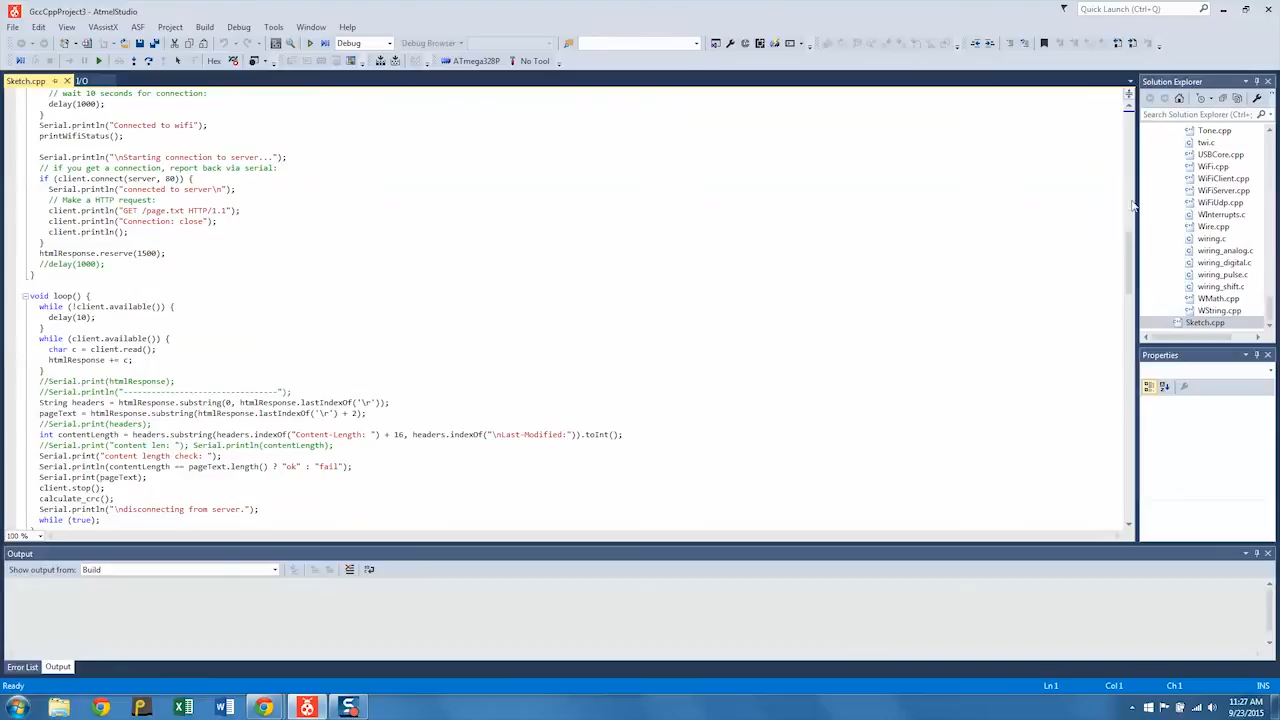 GccCppProject3 - AtmelStudio
Quick Launch (Ctrl+Q)
File Edit View VAssistX ASF Project Build Debug Tools Window Help
Debug
Debug Browser
Hex
ATmega328P
No Tool
Sketch.cpp
I/O
// wait 10 seconds for connection:
delay(1000);
}
Serial.println("Connected to wifi");
printWifiStatus();
Serial.println("\nStarting connection to server...");
// if you get a connection, report back via serial:
if (client.connect(server, 80)) {
Serial.println("connected to server\n");
// Make a HTTP request:
client.println("GET /page.txt HTTP/1.1");
client.println("Connection: close");
client.println();
}
htmlResponse.reserve(1500);
//delay(1000);
}
void loop() {
while (!client.available()) {
delay(10);
}
while (client.available()) {
char c = client.read();
htmlResponse += c;
}
//Serial.print(htmlResponse);
String headers = htmlResponse.substring(0, htmlResponse.lastIndexOf('\r'));
pageText = htmlResponse.substring(htmlResponse.lastIndexOf('\r') + 2);
//Serial.print(headers);
int contentLength = headers.substring(headers.indexOf("Content-Length: ") + 16, headers.indexOf("\nLast-Modified:")).toInt();
//Serial.print("content len: "); Serial.println(contentLength);
Serial.print("content length check: ");
Serial.println(contentLength == pageText.length() ? "ok" : "fail");
Serial.print(pageText);
client.stop();
calculate_crc();
Serial.println("\ndisconnecting from server.");
while (true);
100 %
Solution Explorer
Search Solution Explorer (Ctrl+;
Tone.cpp
twi.c
USBCore.cpp
WiFi.cpp
WiFiClient.cpp
WiFiServer.cpp
WiFiUdp.cpp
WInterrupts.c
Wire.cpp
wiring.c
wiring_analog.c
wiring_digital.c
wiring_pulse.c
wiring_shift.c
WMath.cpp
WString.cpp
Sketch.cpp
Properties
Output
Show output from: Build
Error List
Output
Ready
Ln 1
Col 1
Ch 1
INS
11:27 AM
9/23/2015